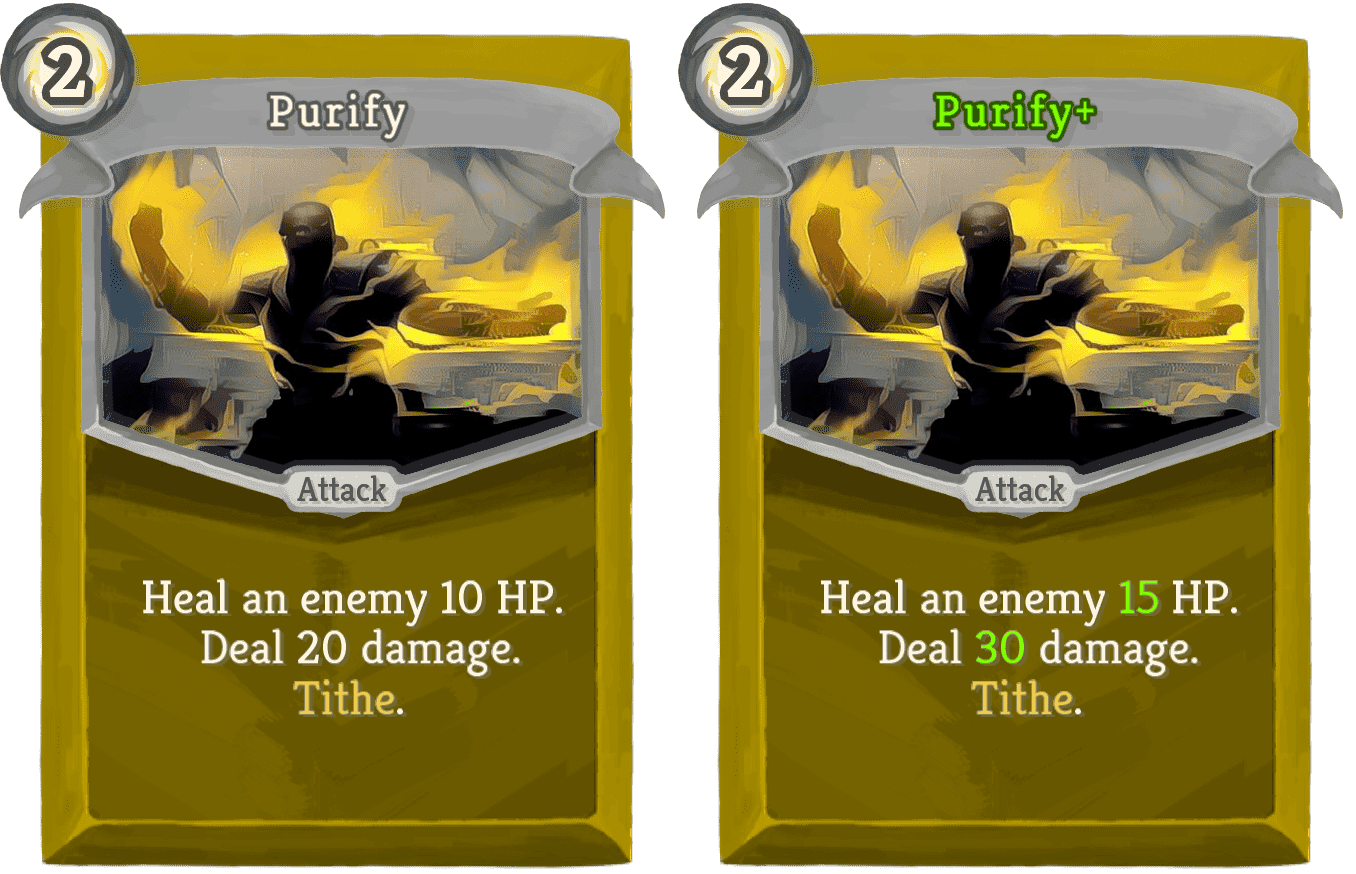 2
Purify
Attack
Heal an enemy 10 HP.
Deal 20 damage.
Tithe.
2
Purify+
Attack
Heal an enemy 15 HP.
Deal 30 damage.
Tithe.